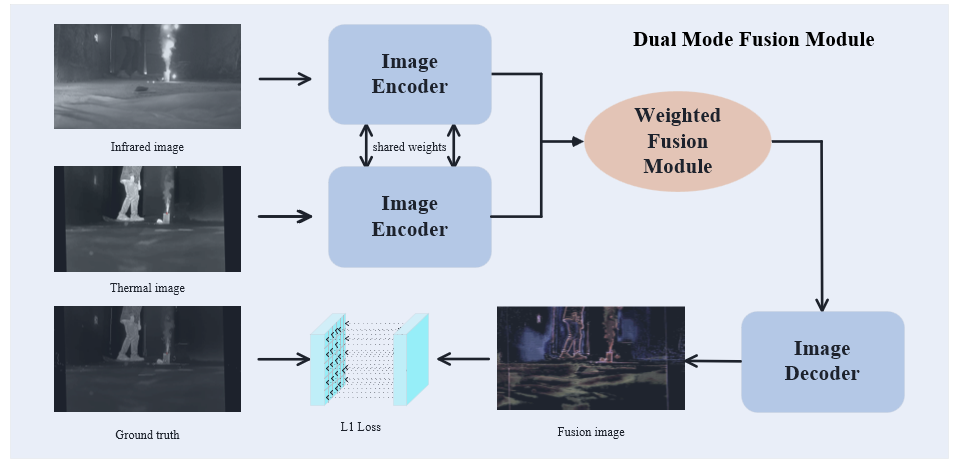 Dual Mode Fusion Module
Image
Encoder
Infrared image
shared weights
Weighted
Fusion
Module
Image
Encoder
Thermal image
Image
Decoder
Ground truth
L1 Loss
Fusion image